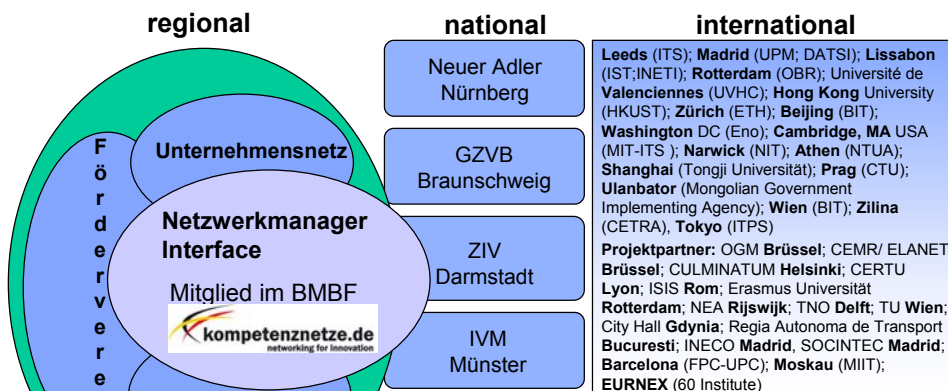 regional
national
international
F
ö
r
d
e
r
v
e
r
e
Unternehmensnetz
Netzwerkmanager
Interface
Mitglied im BMBF
kompetenznetze.de
networking for innovation
Neuer Adler
Nürnberg
GZVB
Braunschweig
ZIV
Darmstadt
IVM
Münster
Leeds (ITS); Madrid (UPM; DATSI); Lissabon
(IST;INETI); Rotterdam (OBR); Université de
Valenciennes (UVHC); Hong Kong University
(HKUST); Zürich (ETH); Beijing (BIT);
Washington DC (Eno); Cambridge, MA USA
(MIT-ITS ); Narwick (NIT); Athen (NTUA);
Shanghai (Tongji Universität); Prag (CTU);
Ulanbator (Mongolian Government
Implementing Agency); Wien (BIT); Zilina
(CETRA), Tokyo (ITPS)
Projektpartner: OGM Brüssel; CEMR/ ELANET
Brüssel; CULMINATUM Helsinki; CERTU
Lyon; ISIS Rom; Erasmus Universität
Rotterdam; NEA Rijswijk; TNO Delft; TU Wien;
City Hall Gdynia; Regia Autonoma de Transport
Bucuresti; INECO Madrid, SOCINTEC Madrid;
Barcelona (FPC-UPC); Moskau (MIIT);
EURNEX (60 Institute)